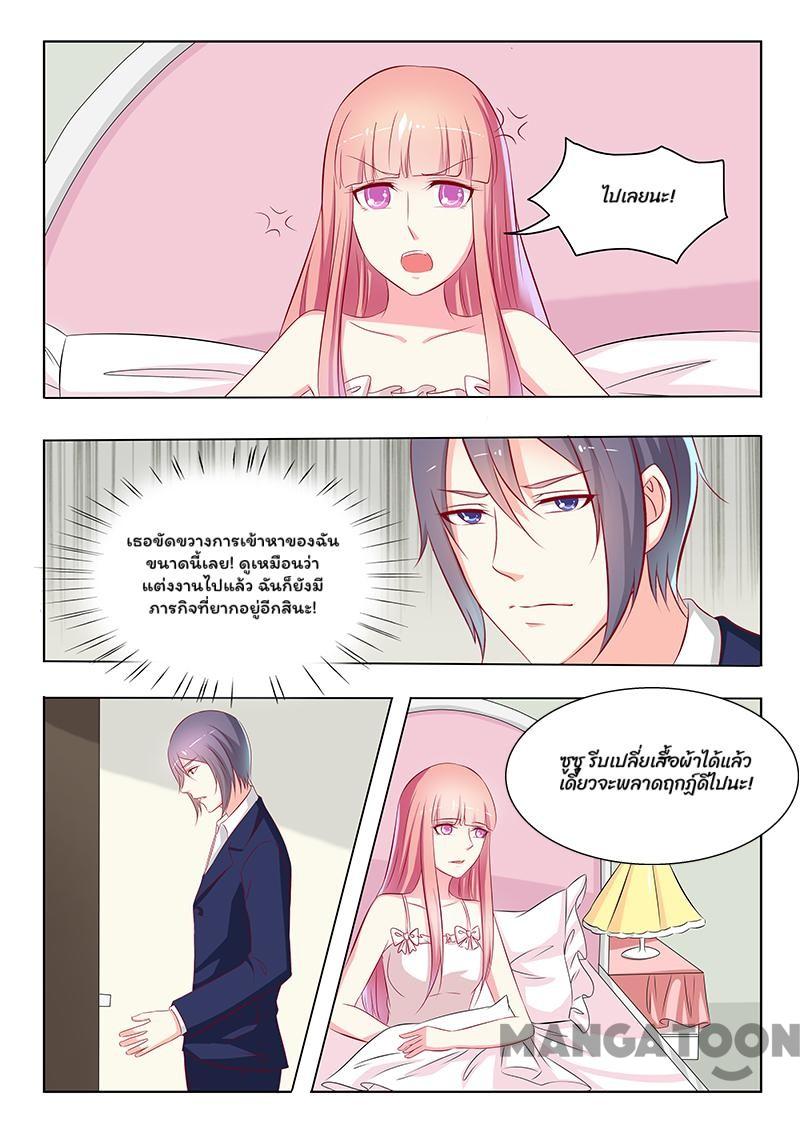 ไปเลยนะ!
เธอขัดขวางการเข้าหาของฉัน
ขนาดนี้เลย! ดูเหมือนว่า
แต่งงานไปแล้ว ฉันก็ยังมี
ภารกิจที่ยากอยู่อีกสินะ!
ซูซู รีบเปลี่ยนเสื้อผ้าได้แล้ว
เดี๋ยวจะพลาดฤกษ์ดีไปนะ!
MANGATOON